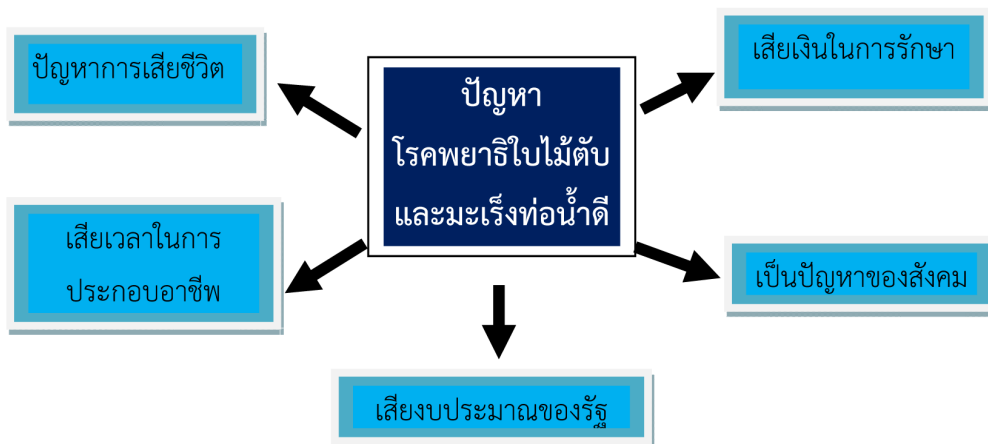 ปัญหาการเสียชีวิต
เสียเงินในการรักษา
ปัญหา
โรคพยาธิใบไม้ตับ
และมะเร็งท่อน้ำดี
เสียเวลาในการ
ประกอบอาชีพ
เป็นปัญหาของสังคม
เสียงบประมาณของรัฐ